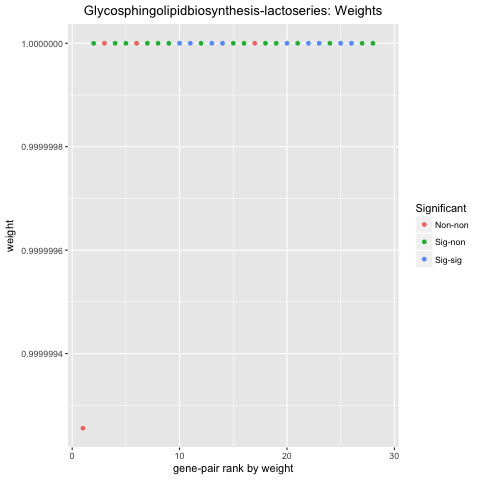 Glycosphingolipidbiosynthesis-lactoseries: Weights
1.0000000
0.9999998
0.9999996
0.9999994
weight
0 10 20 30
gene-pair rank by weight
Significant
Non-non
Sig-non
Sig-sig